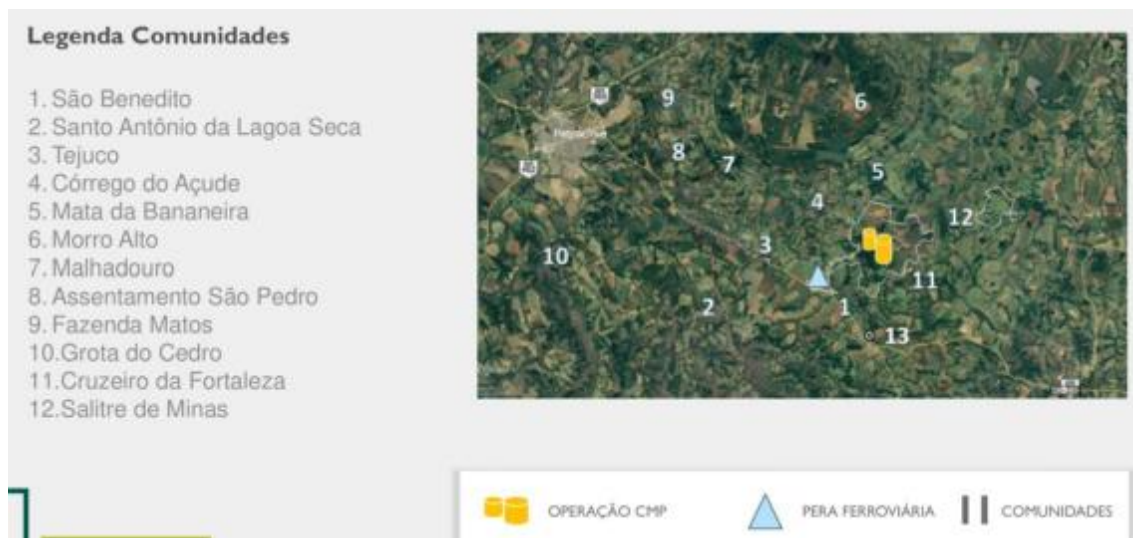 Legenda Comunidades
1. São Benedito
2. Santo Antônio da Lagoa Seca
3. Tejuco
4. Córrego do Açude
5. Mata da Bananeira
6. Morro Alto
7. Malhadouro
8. Assentamento São Pedro
9. Fazenda Matos
10.Grota do Cedro
11.Cruzeiro da Fortaleza
12.Salitre de Minas
9
6
8
7
5
4
12
3
10
11
2
1
13
OPERAÇÃO CMP
PERA FERROVIÁRIA
COMUNIDADES